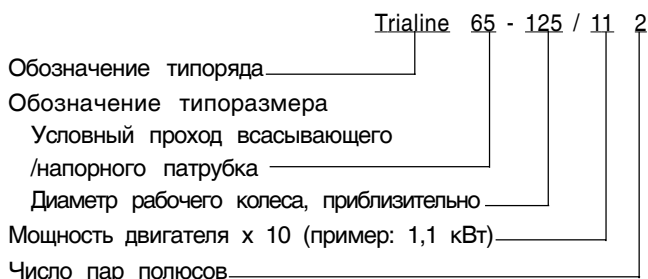 Trialine 65 - 125 / 11 2
Обозначение типоряда
Обозначение типоразмера
Условный проход всасывающего
/напорного патрубка
Диаметр рабочего колеса, приблизительно
Мощность двигателя x 10 (пример: 1,1 кВт)
Число пар полюсов